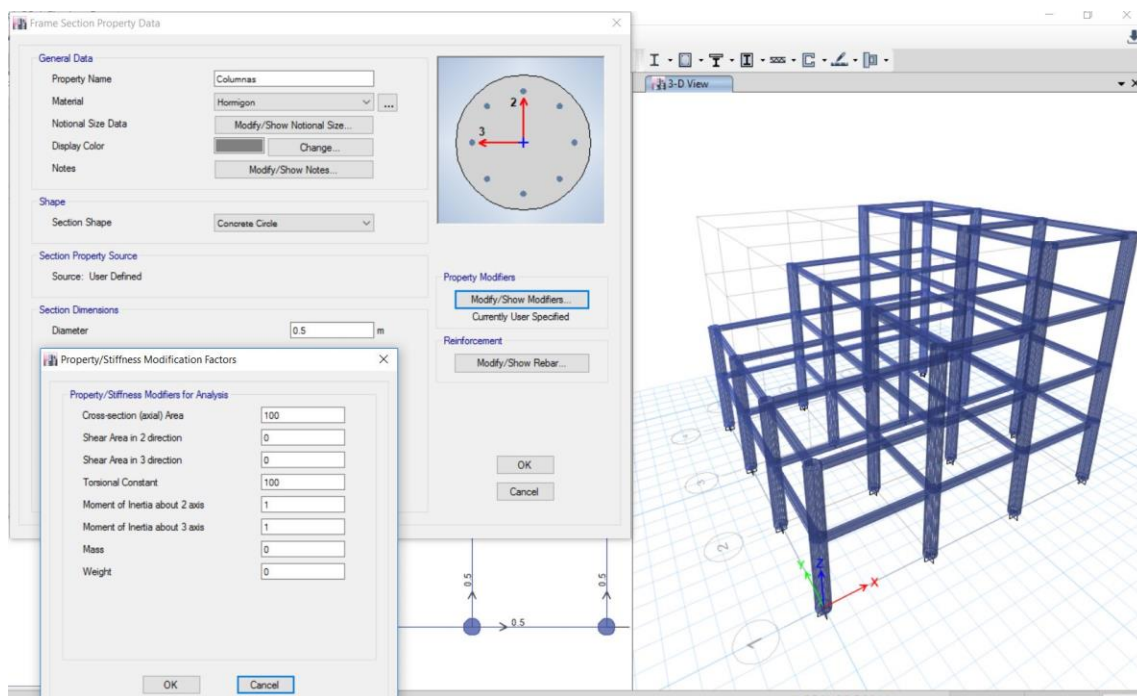 Frame Section Property Data
General Data
Property Name Columnas
Material Hormigon ...
Notional Size Data Modify/Show Notional Size...
Display Color Change...
Notes Modify/Show Notes...
2
3
Shape
Section Shape Concrete Circle
Section Property Source
Source: User Defined
Property Modifiers
Modify/Show Modifiers...
Currently User Specified
Section Dimensions
Diameter 0.5 m
Reinforcement
Modify/Show Rebar...
OK
Cancel
Property/Stiffness Modification Factors
Property/Stiffness Modifiers for Analysis
Cross-section (axial) Area 100
Shear Area in 2 direction 0
Shear Area in 3 direction 0
Torsional Constant 100
Moment of Inertia about 2 axis 1
Moment of Inertia about 3 axis 1
Mass 0
Weight 0
OK
Cancel
0.5
0.5
0.5
3-D View
3
2
1
Z
Y
X